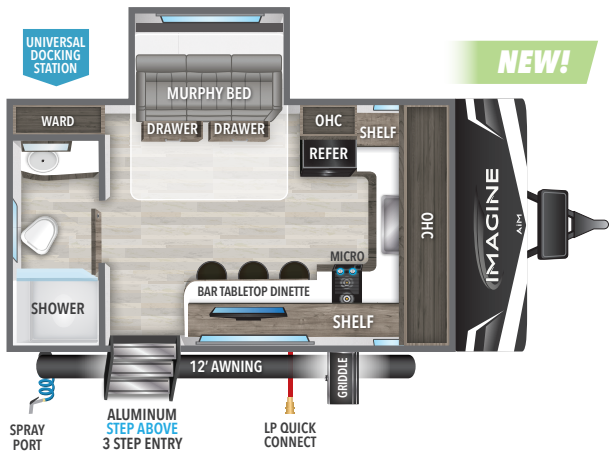 UNIVERSAL
DOCKING
STATION
NEW!
MURPHY BED
WARD
DRAWER
DRAWER
OHC
SHELF
REFER
OHC
IMAGINE
AIM
MICRO
BAR TABLETOP DINETTE
SHOWER
SHELF
12' AWNING
GRIDDLE
SPRAY
PORT
ALUMINUM
STEP ABOVE
3 STEP ENTRY
LP QUICK
CONNECT